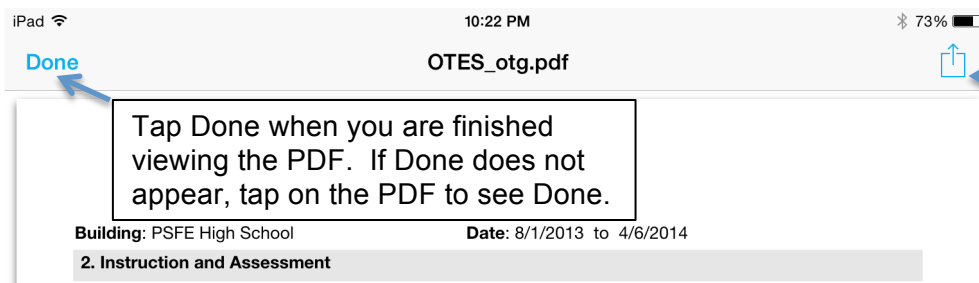 iPad 10:22 PM 73%
Done OTES_otg.pdf
Tap Done when you are finished
viewing the PDF. If Done does not
appear, tap on the PDF to see Done.
Building: PSFE High School Date: 8/1/2013 to 4/6/2014
2. Instruction and Assessment